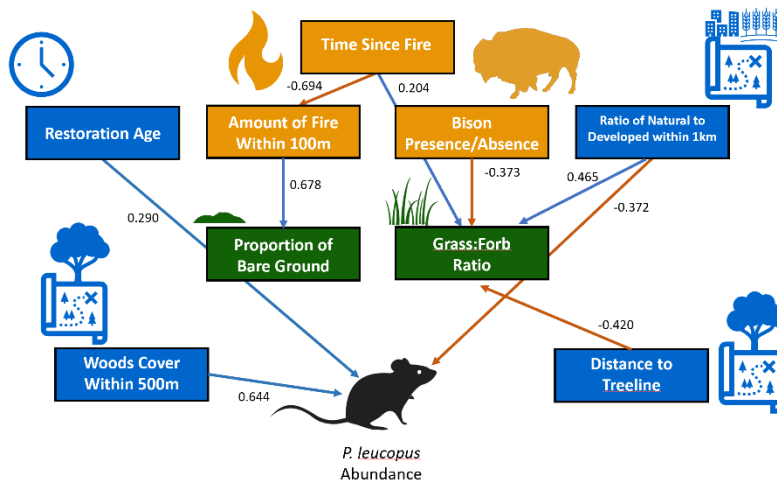 Time Since Fire
-0.694
0.204
Restoration Age
Amount of Fire
Within 100m
Bison
Presence/Absence
Ratio of Natural to
Developed within 1km
0.678
-0.373
0.465
-0.372
0.290
Proportion of
Bare Ground
Grass:Forb
Ratio
-0.420
Woods Cover
Within 500m
0.644
Distance to
Treeline
P. leucopus
Abundance